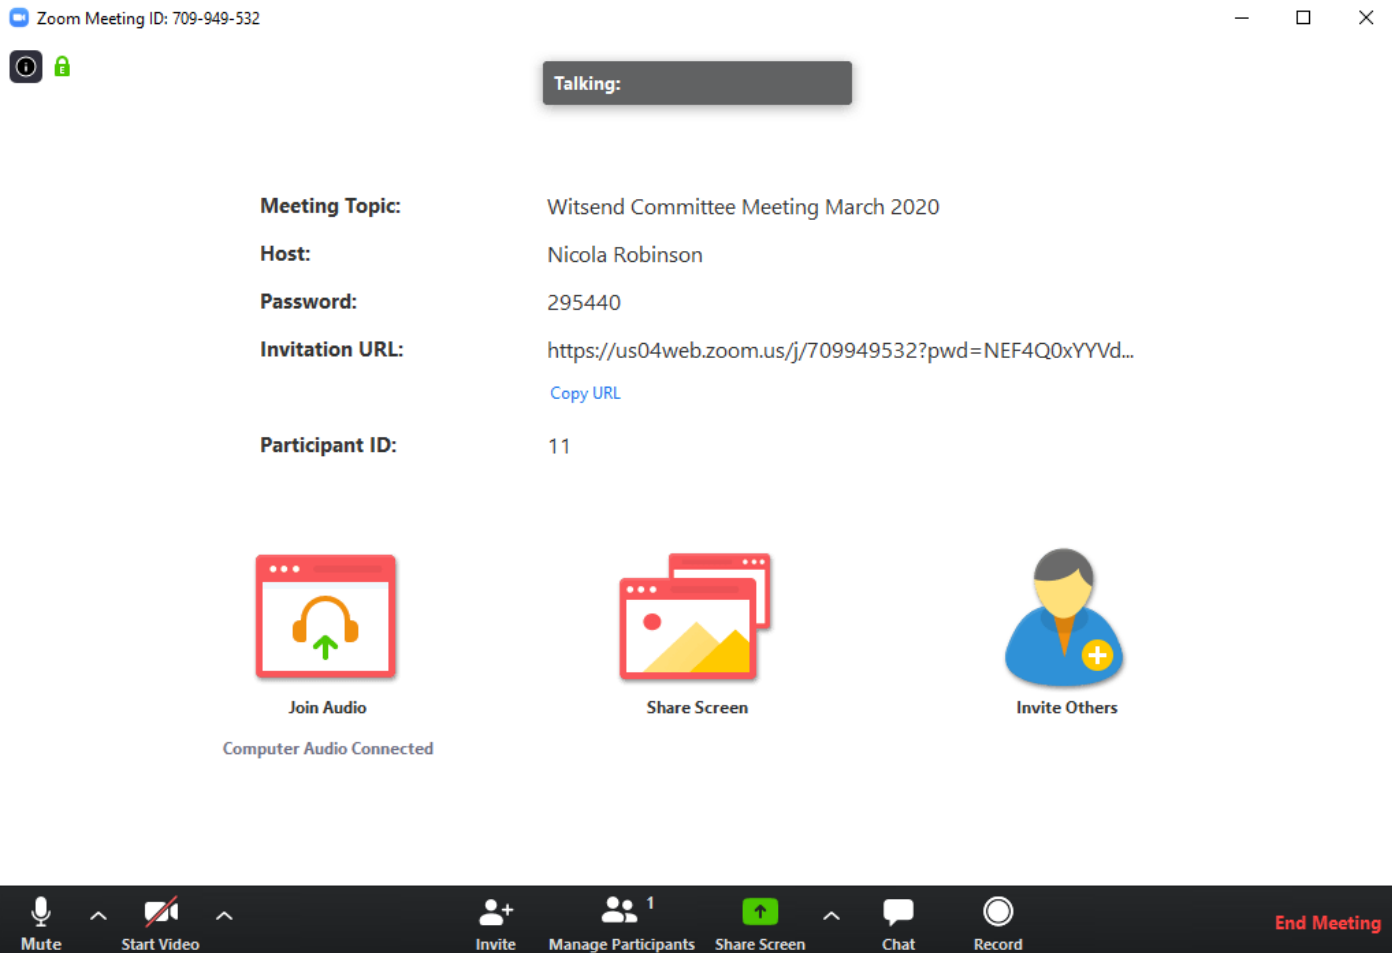 Zoom Meeting ID: 709-949-532
Talking:
Meeting Topic: Witsend Committee Meeting March 2020
Host: Nicola Robinson
Password: 295440
Invitation URL: https://us04web.zoom.us/j/709949532?pwd=NEF4Q0xYYVd...
Copy URL
Participant ID: 11
Join Audio Share Screen Invite Others
Computer Audio Connected
1
Mute Start Video Invite Manage Participants Share Screen Chat Record End Meeting